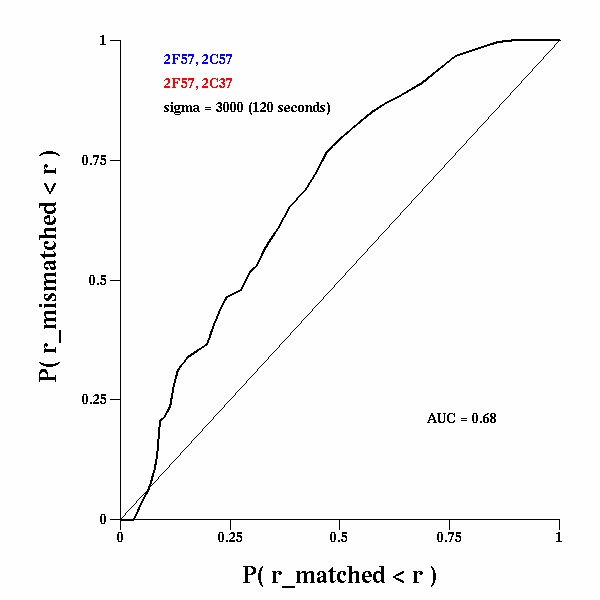 1
2F57, 2C57
2F57, 2C37
sigma = 3000 (120 seconds)
0.75
P( r_mismatched < r )
0.5
0.25
AUC = 0.68
0
0 0.25 0.5 0.75 1
P( r_matched < r )